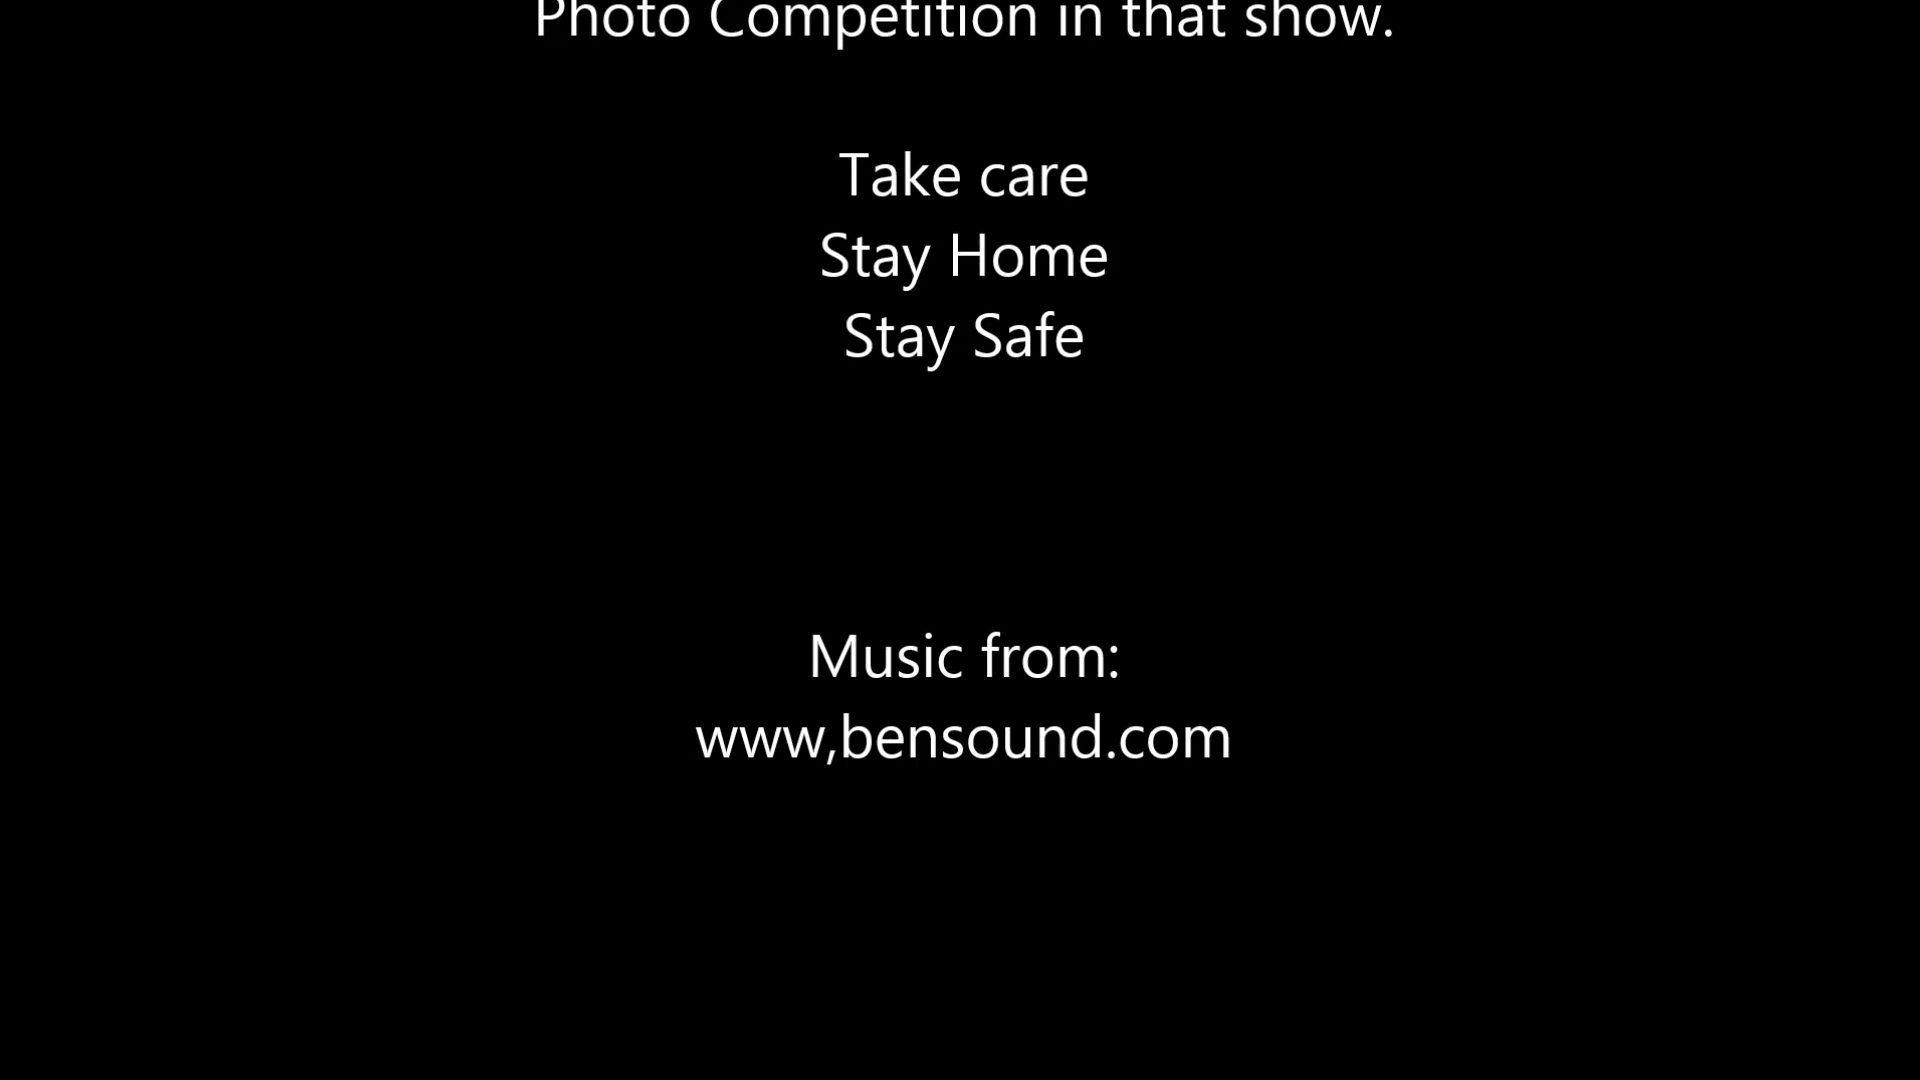 Photo Competition in that show.
Take care
Stay Home
Stay Safe
Music from:
www,bensound.com